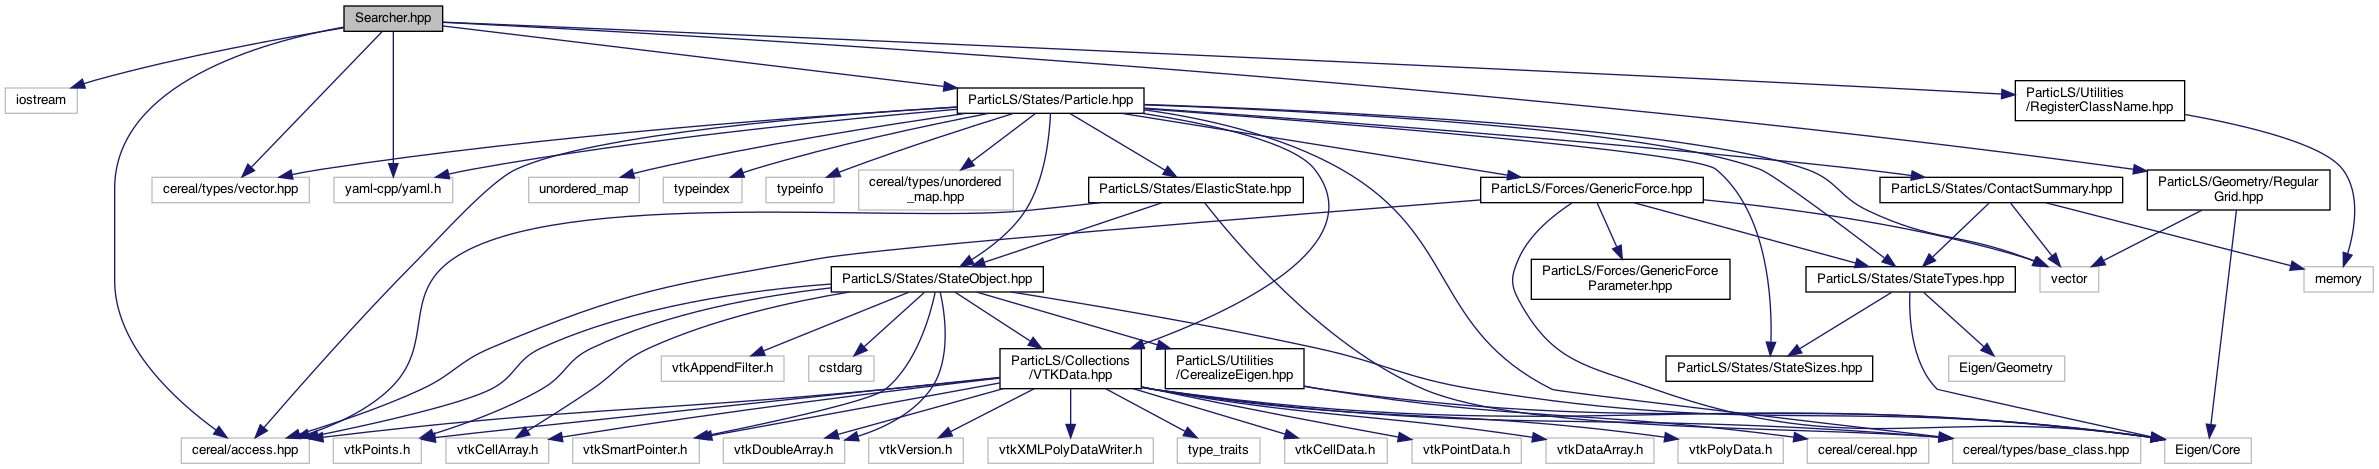 Searcher.hpp
iostream
ParticLS/States/Particle.hpp
ParticLS/Utilities
/RegisterClassName.hpp
cereal/types/vector.hpp
yaml-cpp/yaml.h
unordered_map
typeindex
typeinfo
cereal/types/unordered
_map.hpp
ParticLS/States/ElasticState.hpp
ParticLS/Forces/GenericForce.hpp
ParticLS/States/ContactSummary.hpp
ParticLS/Geometry/Regular
Grid.hpp
ParticLS/States/StateObject.hpp
ParticLS/Forces/GenericForce
Parameter.hpp
ParticLS/States/StateTypes.hpp
vector
memory
vtkAppendFilter.h
cstdarg
ParticLS/Collections
/VTKData.hpp
ParticLS/Utilities
/CerealizeEigen.hpp
ParticLS/States/StateSizes.hpp
Eigen/Geometry
cereal/access.hpp
vtkPoints.h
vtkCellArray.h
vtkSmartPointer.h
vtkDoubleArray.h
vtkVersion.h
vtkXMLPolyDataWriter.h
type_traits
vtkCellData.h
vtkPointData.h
vtkDataArray.h
vtkPolyData.h
cereal/cereal.hpp
cereal/types/base_class.hpp
Eigen/Core